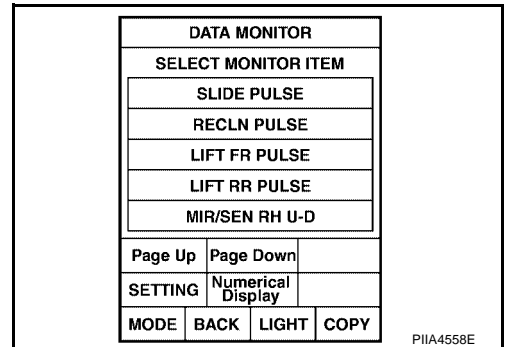 DATA MONITOR
SELECT MONITOR ITEM
SLIDE PULSE
RECLN PULSE
LIFT FR PULSE
LIFT RR PULSE
MIR/SEN RH U-D
Page Up Page Down
SETTING Numerical Display
MODE BACK LIGHT COPY
PIIA4558E